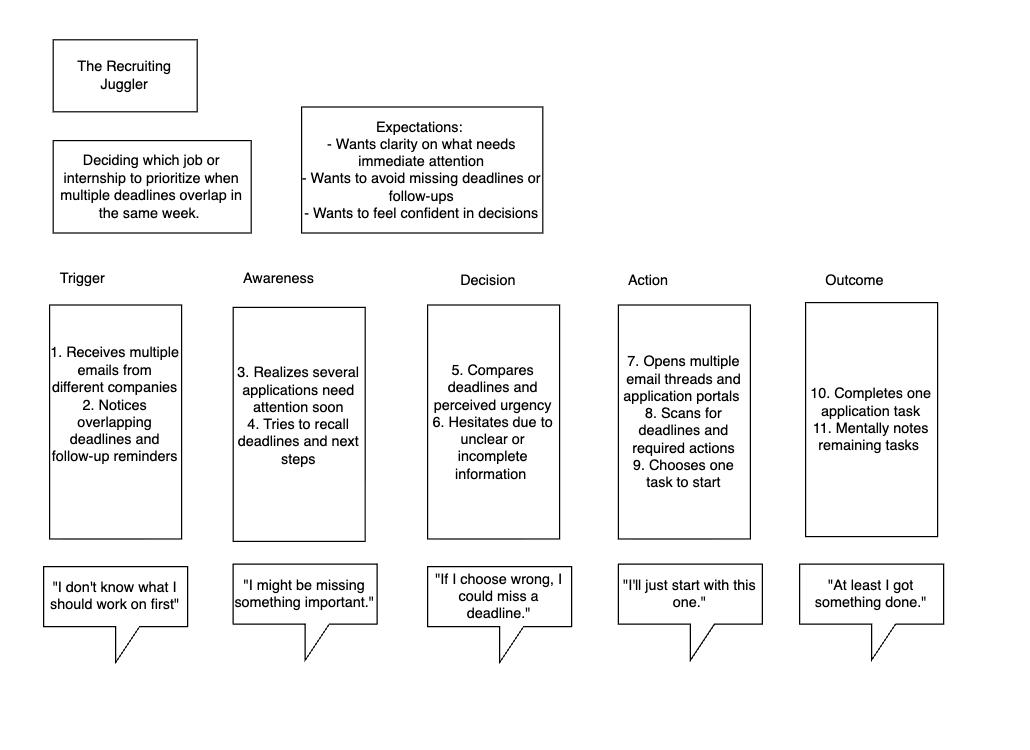 The Recruiting
Juggler
Deciding which job or
internship to prioritize when
multiple deadlines overlap in
the same week.
Expectations:
- Wants clarity on what needs
immediate attention
- Wants to avoid missing deadlines or
follow-ups
- Wants to feel confident in decisions
Trigger
Awareness
Decision
Action
Outcome
1. Receives multiple
emails from
different companies
2. Notices
overlapping
deadlines and
follow-up reminders
3. Realizes several
applications need
attention soon
4. Tries to recall
deadlines and next
steps
5. Compares
deadlines and
perceived urgency
6. Hesitates due to
unclear or
incomplete
information
7. Opens multiple
email threads and
application portals
8. Scans for
deadlines and
required actions
9. Chooses one
task to start
10. Completes one
application task
11. Mentally notes
remaining tasks
"I don't know what I
should work on first"
"I might be missing
something important."
"If I choose wrong, I
could miss a
deadline."
"I'll just start with this
one."
"At least I got
something done."